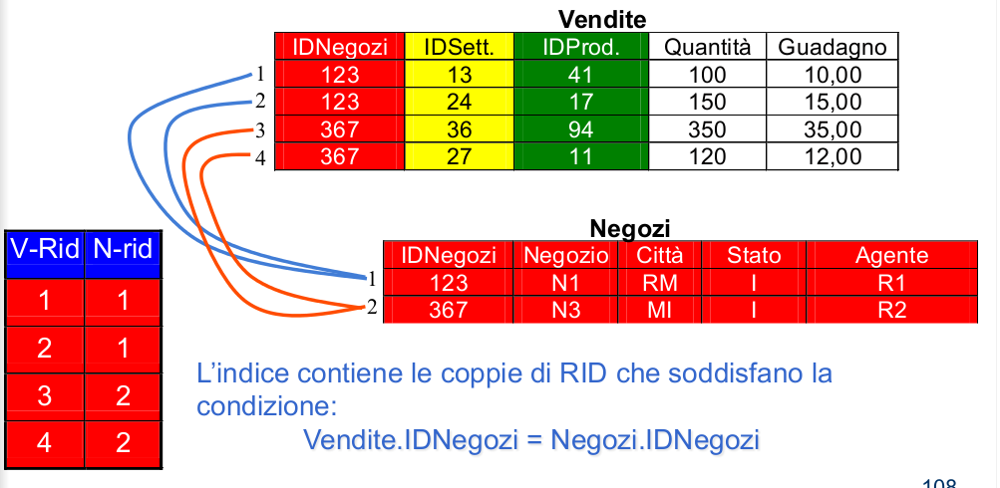 Vendite
IDNegozi IDSett. IDProd. Quantità Guadagno
1 123 13 41 100 10,00
2 123 24 17 150 15,00
3 367 36 94 350 35,00
4 367 27 11 120 12,00
Negozi
IDNegozi Negozio Città Stato Agente
1 123 N1 RM I R1
2 367 N3 MI I R2
V-Rid N-rid
1 1
2 1
3 2
4 2
L’indice contiene le coppie di RID che soddisfano la
condizione:
Vendite.IDNegozi = Negozi.IDNegozi
108